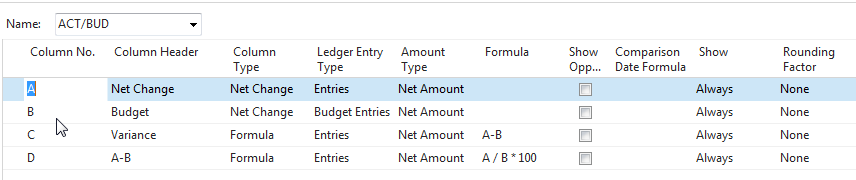 Name: ACT/BUD
Column No. Column Header Column Type Ledger Entry Type Amount Type Formula Show Opp... Comparison Date Formula Show Rounding Factor
A Net Change Net Change Entries Net Amount Always None
B Budget Net Change Budget Entries Net Amount Always None
C Variance Formula Entries Net Amount A-B Always None
D A-B Formula Entries Net Amount A / B * 100 Always None